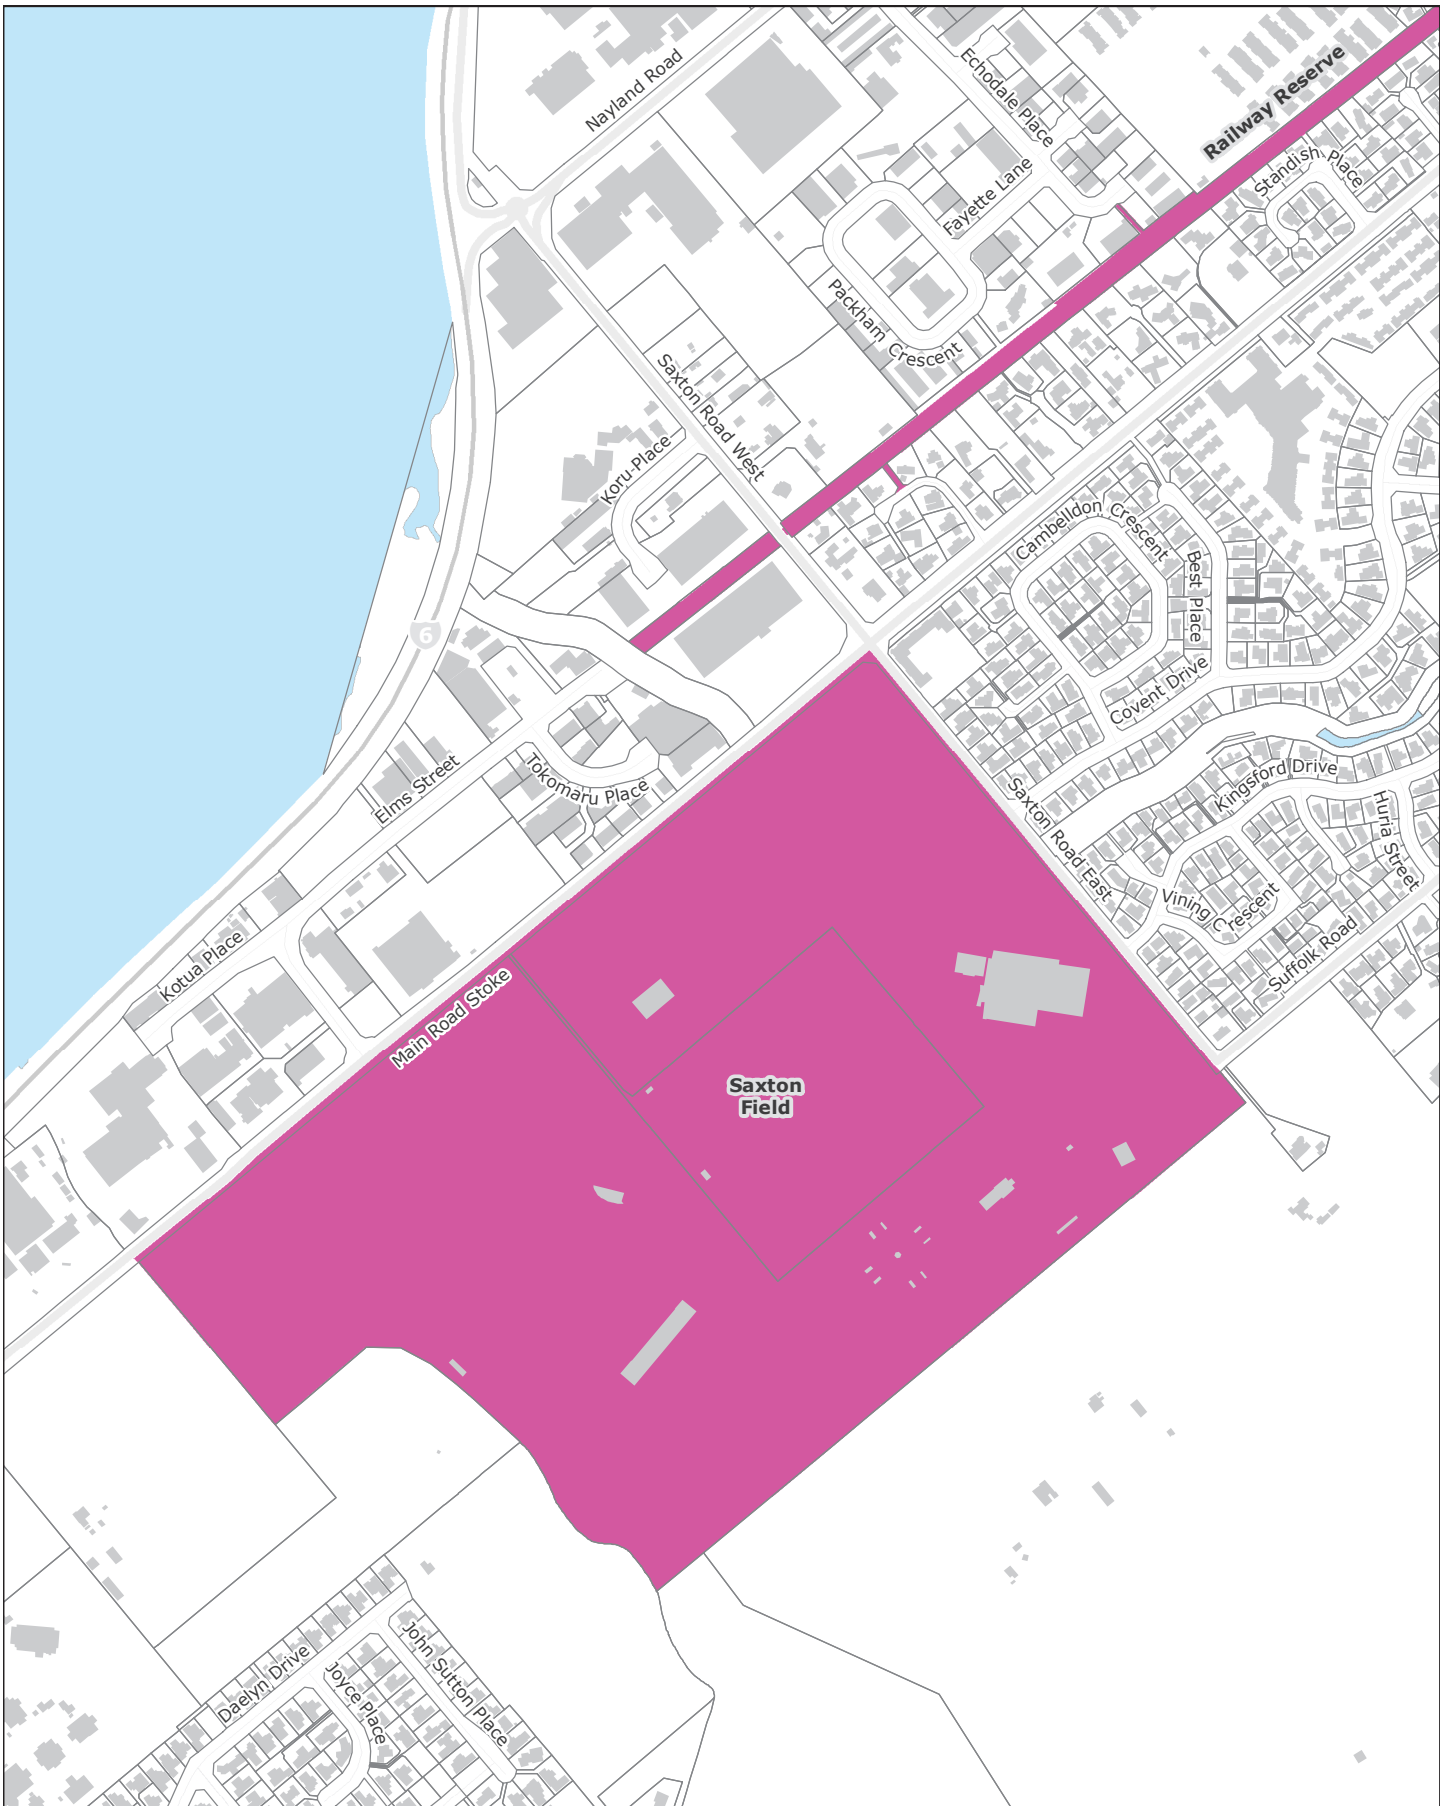 Nayland Road
Echodale Place
Railway Reserve
Standish Place
Fayette Lane
Packham Crescent
Saxton Road West
Koru Place
Cambelldon Crescent
Best Place
6
Covent Drive
Elms Street
Tokomaru Place
Kingsford Drive
Saxton Road East
Huria Street
Vining Crescent
Suffolk Road
Kotua Place
Main Road Stoke
Saxton
Field
Daelyn Drive
John Sutton Place
Joyce Place